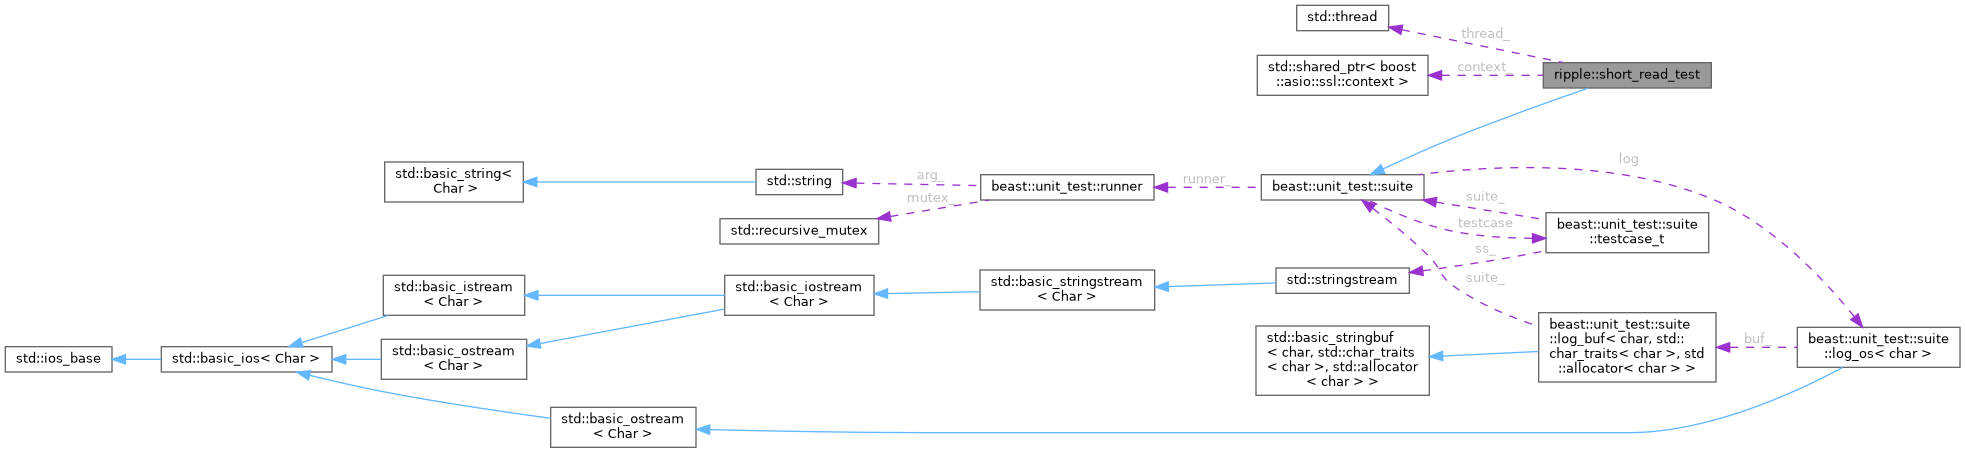 std::thread
thread_
std::shared_ptr< boost
::asio::ssl::context >
context_
ripple::short_read_test
std::basic_string<
Char >
std::string
arg_
mutex_
beast::unit_test::runner
runner_
beast::unit_test::suite
log
suite_
testcase
beast::unit_test::suite
::testcase_t
std::recursive_mutex
ss_
suite_
std::basic_istream
< Char >
std::basic_iostream
< Char >
std::basic_stringstream
< Char >
std::stringstream
std::ios_base
std::basic_ios< Char >
std::basic_ostream
< Char >
std::basic_stringbuf
< char, std::char_traits
< char >, std::allocator
< char > >
beast::unit_test::suite
::log_buf< char, std::
char_traits< char >, std
::allocator< char > >
buf_
beast::unit_test::suite
::log_os< char >
std::basic_ostream
< Char >